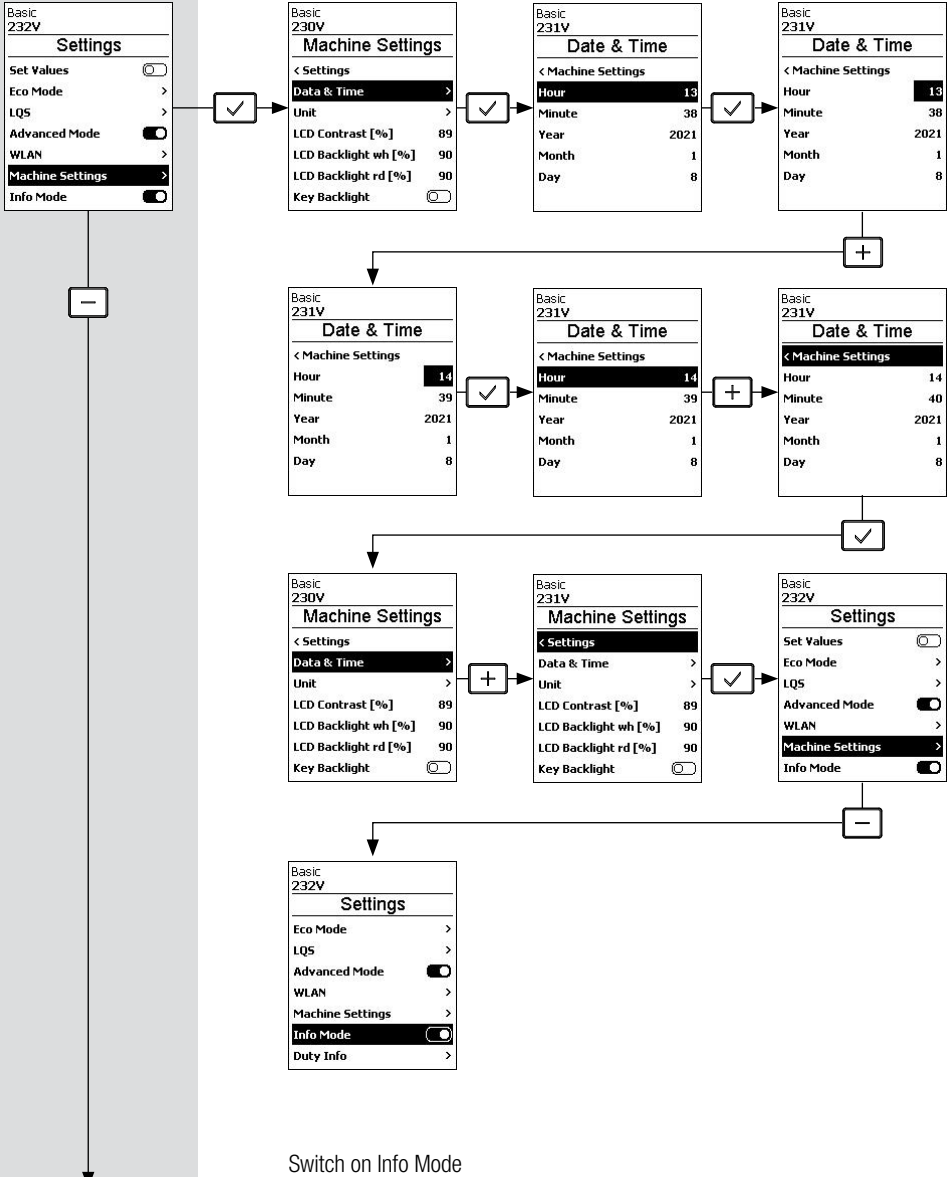 Basic
232V
Settings
Set Values
Eco Mode >
LQS >
Advanced Mode
WLAN >
Machine Settings >
Info Mode
Basic
230V
Machine Settings
< Settings
Data & Time >
Unit >
LCD Contrast [%] 89
LCD Backlight wh [%] 90
LCD Backlight rd [%] 90
Key Backlight
Basic
231V
Date & Time
< Machine Settings
Hour 13
Minute 38
Year 2021
Month 1
Day 8
Basic
231V
Date & Time
< Machine Settings
Hour 13
Minute 38
Year 2021
Month 1
Day 8
Basic
231V
Date & Time
< Machine Settings
Hour 14
Minute 39
Year 2021
Month 1
Day 8
Basic
231V
Date & Time
< Machine Settings
Hour 14
Minute 39
Year 2021
Month 1
Day 8
Basic
231V
Date & Time
< Machine Settings
Hour 14
Minute 40
Year 2021
Month 1
Day 8
Basic
230V
Machine Settings
< Settings
Data & Time >
Unit >
LCD Contrast [%] 89
LCD Backlight wh [%] 90
LCD Backlight rd [%] 90
Key Backlight
Basic
231V
Machine Settings
< Settings
Data & Time >
Unit >
LCD Contrast [%] 89
LCD Backlight wh [%] 90
LCD Backlight rd [%] 90
Key Backlight
Basic
232V
Settings
Set Values
Eco Mode >
LQS >
Advanced Mode
WLAN >
Machine Settings >
Info Mode
Basic
232V
Settings
Eco Mode >
LQS >
Advanced Mode
WLAN >
Machine Settings >
Info Mode
Duty Info >
Switch on Info Mode